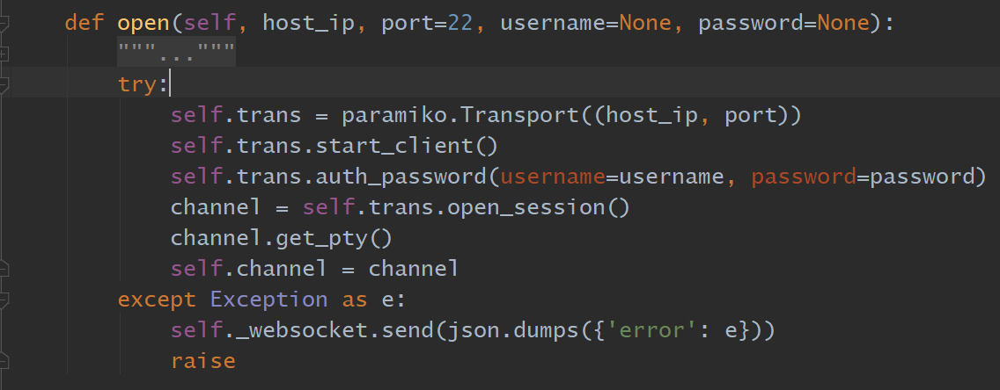 def open(self, host_ip, port=22, username=None, password=None):
"""..."""
try:
self.trans = paramiko.Transport((host_ip, port))
self.trans.start_client()
self.trans.auth_password(username=username, password=password)
channel = self.trans.open_session()
channel.get_pty()
self.channel = channel
except Exception as e:
self._websocket.send(json.dumps({'error': e}))
raise